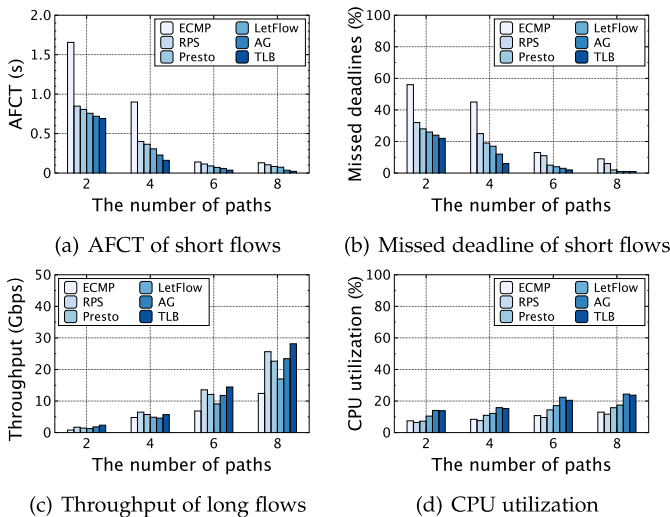 2.0
1.5
1.0
0.5
0
AFCT (s)
ECMP
RPS
Presto
LetFlow
AG
TLB
2 4 6 8
The number of paths
(a) AFCT of short flows
100
80
60
40
20
0
Missed deadlines (%)
ECMP
RPS
Presto
LetFlow
AG
TLB
2 4 6 8
The number of paths
(b) Missed deadline of short flows
50
40
30
20
10
0
Throughput (Gbps)
ECMP
RPS
Presto
LetFlow
AG
TLB
2 4 6 8
The number of paths
(c) Throughput of long flows
100
80
60
40
20
0
CPU utilization (%)
ECMP
RPS
Presto
LetFlow
AG
TLB
2 4 6 8
The number of paths
(d) CPU utilization